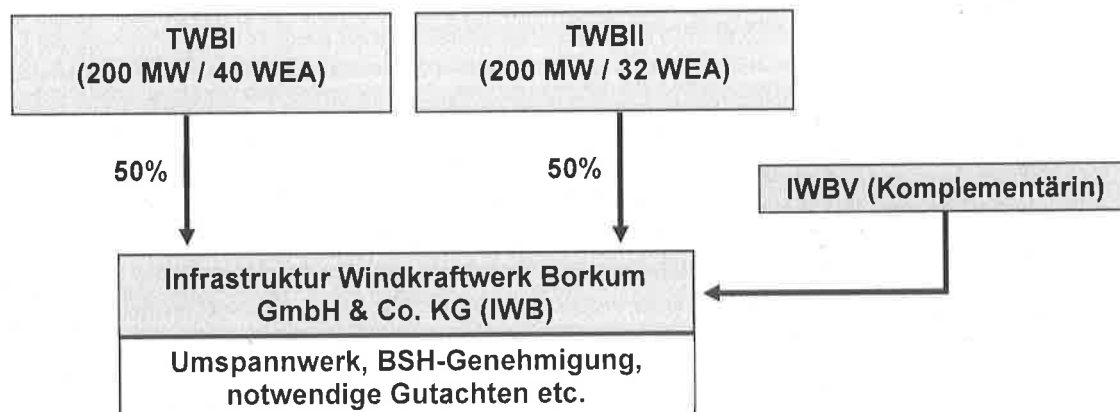 TWBI
(200 MW / 40 WEA)
TWBII
(200 MW / 32 WEA)
50%
50%
IWBV (Komplementärin)
Infrastruktur Windkraftwerk Borkum
GmbH & Co. KG (IWB)
Umspannwerk, BSH-Genehmigung,
notwendige Gutachten etc.